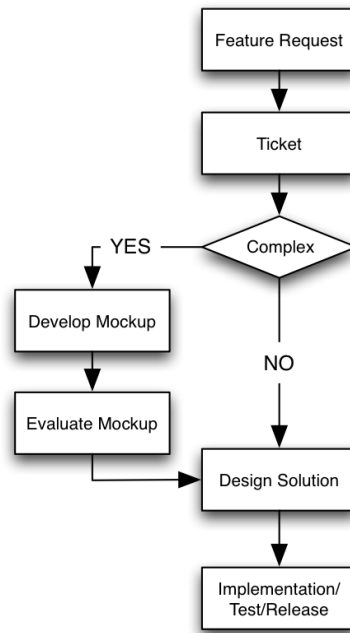 Feature Request
Ticket
Complex
YES
Develop Mockup
NO
Evaluate Mockup
Design Solution
Implementation/
Test/Release